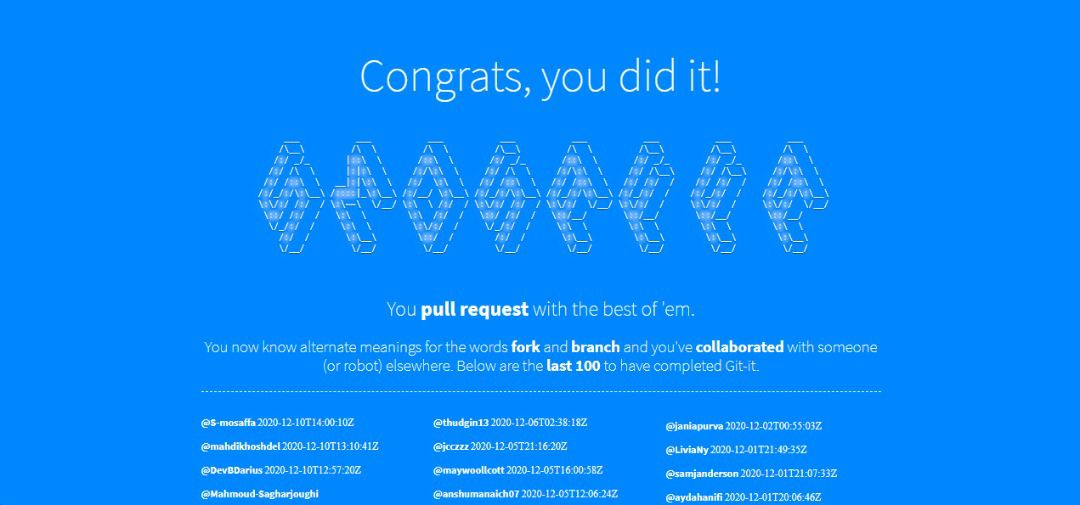 Congrats, you did it!
You pull request with the best of 'em.
You now know alternate meanings for the words fork and branch and you've collaborated with someone
(or robot) elsewhere. Below are the last 100 to have completed Git-it.
@S-mosaffa 2020-12-10T14:00:10Z
@mahdikhoshdel 2020-12-10T13:10:41Z
@DevBDarius 2020-12-10T12:57:20Z
@Mahmoud-Sagharjoughi
@thudgin13 2020-12-06T02:38:18Z
@jcczzz 2020-12-05T21:16:20Z
@maywoollcott 2020-12-05T16:00:58Z
@anshumanaich07 2020-12-05T12:06:24Z
@janiapurva 2020-12-02T00:55:03Z
@LiviaNy 2020-12-01T21:49:35Z
@samjanderson 2020-12-01T21:07:33Z
@aydahanifi 2020-12-01T20:06:46Z